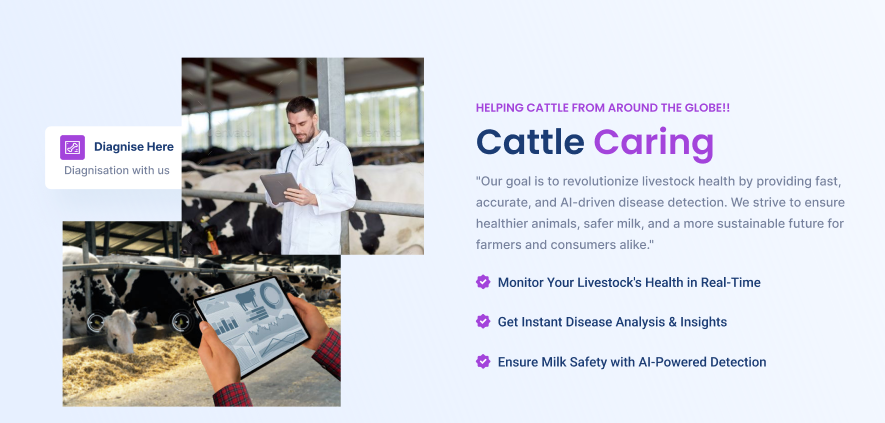 HELPING CATTLE FROM AROUND THE GLOBE!!
Cattle Caring
Diagnise Here
Diagnisation with us
"Our goal is to revolutionize livestock health by providing fast,
accurate, and AI-driven disease detection. We strive to ensure
healthier animals, safer milk, and a more sustainable future for
farmers and consumers alike."
Monitor Your Livestock's Health in Real-Time
Get Instant Disease Analysis & Insights
Ensure Milk Safety with AI-Powered Detection